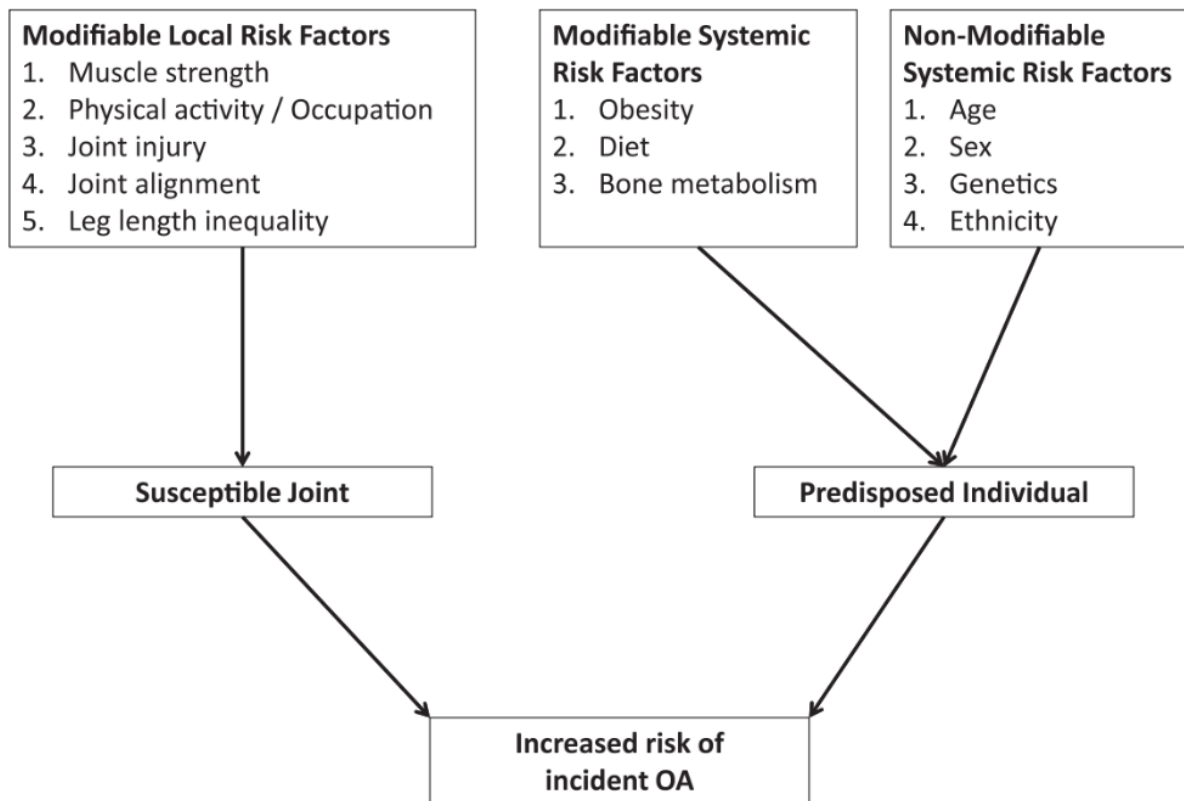 Modifiable Local Risk Factors
1. Muscle strength
2. Physical activity / Occupation
3. Joint injury
4. Joint alignment
5. Leg length inequality
Modifiable Systemic
Risk Factors
1. Obesity
2. Diet
3. Bone metabolism
Non-Modifiable
Systemic Risk Factors
1. Age
2. Sex
3. Genetics
4. Ethnicity
Susceptible Joint
Predisposed Individual
Increased risk of
incident OA